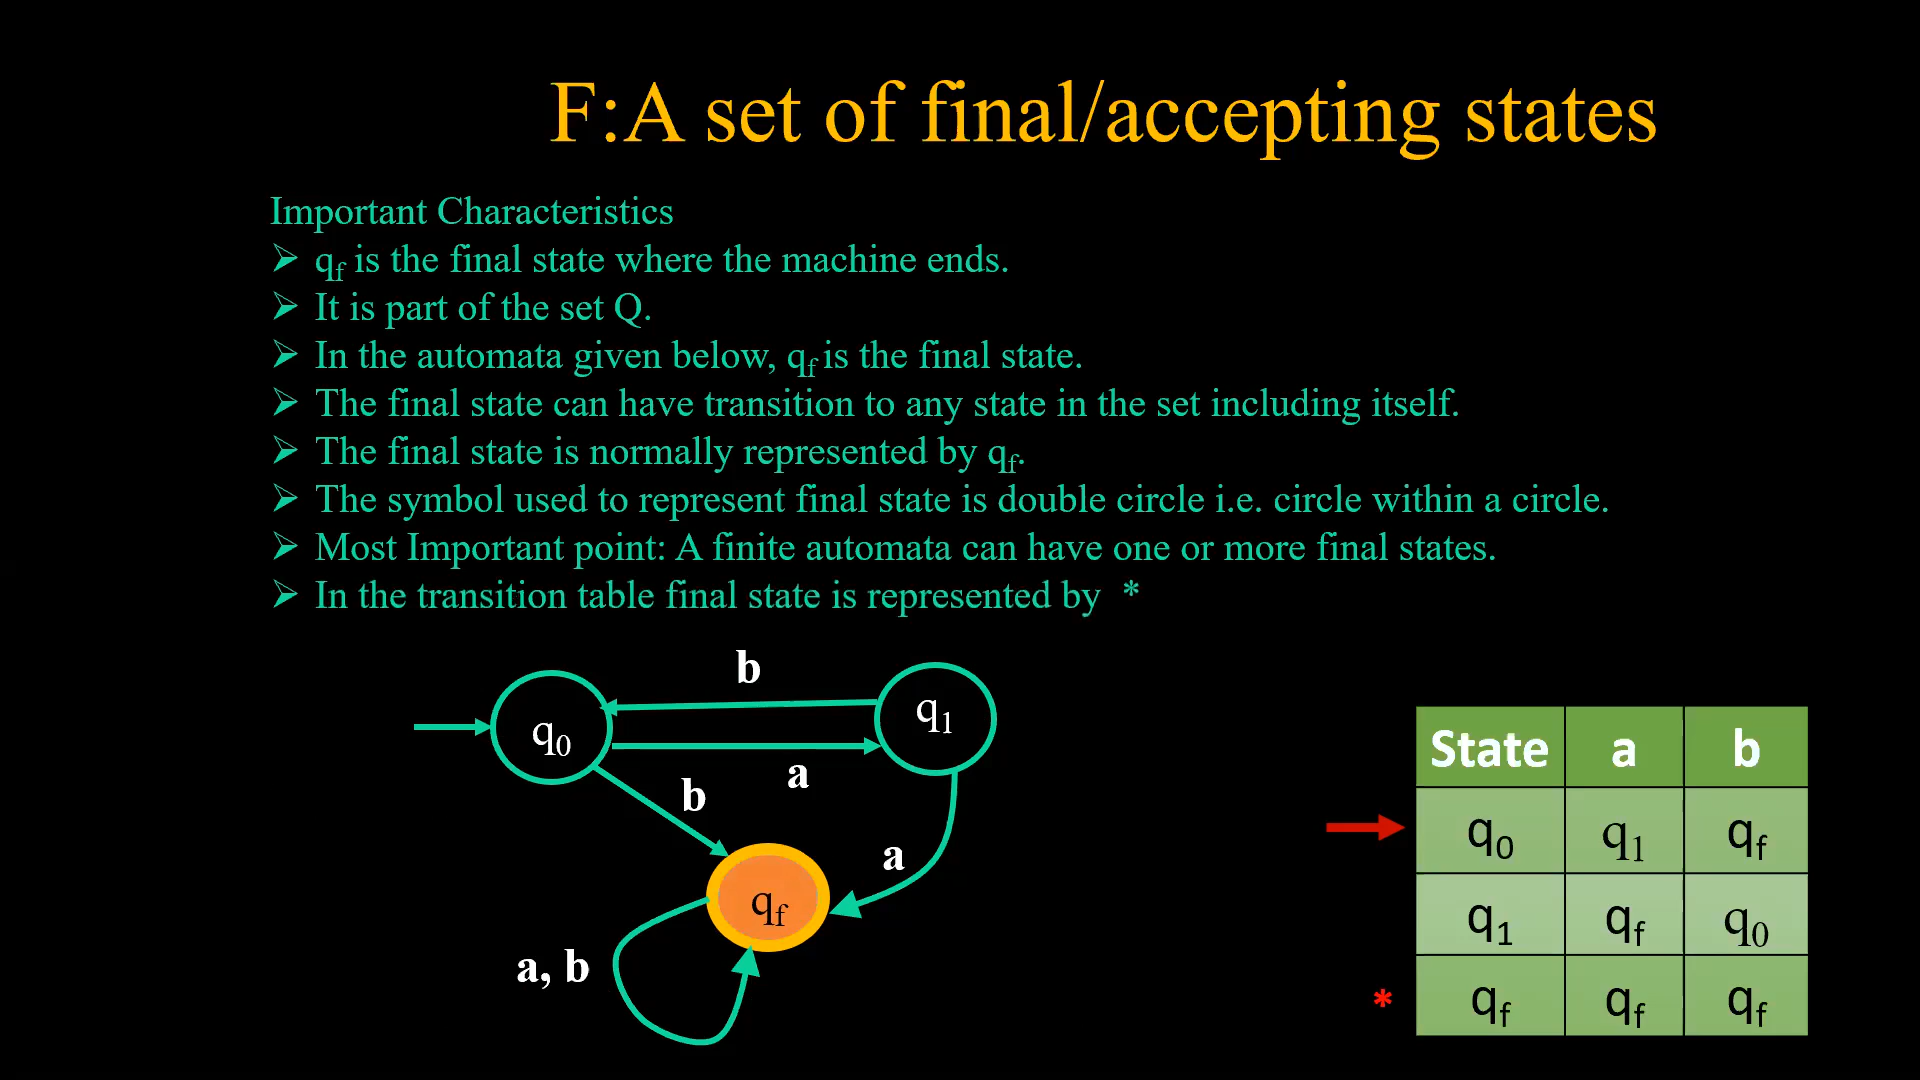 F:A set of final/accepting states
Important Characteristics
➢ qf is the final state where the machine ends.
➢ It is part of the set Q.
➢ In the automata given below, qf is the final state.
➢ The final state can have transition to any state in the set including itself.
➢ The final state is normally represented by qf.
➢ The symbol used to represent final state is double circle i.e. circle within a circle.
➢ Most Important point: A finite automata can have one or more final states.
➢ In the transition table final state is represented by *
b
q0
q1
a
b
a
qf
a, b
State a b
q0 q1 qf
q1 qf q0
* qf qf qf